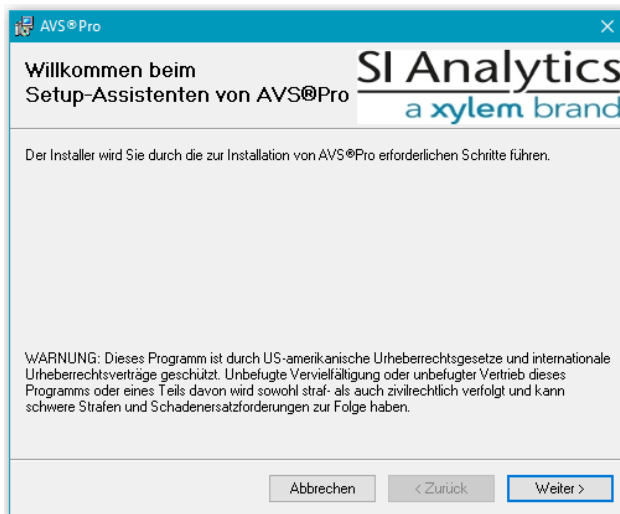 AVS®Pro
Willkommen beim
Setup-Assistenten von AVS®Pro
SI Analytics
a xylem brand
Der Installer wird Sie durch die zur Installation von AVS®Pro erforderlichen Schritte führen.
WARNUNG: Dieses Programm ist durch US-amerikanische Urheberrechtsgesetze und internationale
Urheberrechtsverträge geschützt. Unbefugte Vervielfältigung oder unbefugter Vertrieb dieses
Programms oder eines Teils davon wird sowohl straf- als auch zivilrechtlich verfolgt und kann
schwere Strafen und Schadenersatzforderungen zur Folge haben.
Abbrechen < Zurück Weiter >